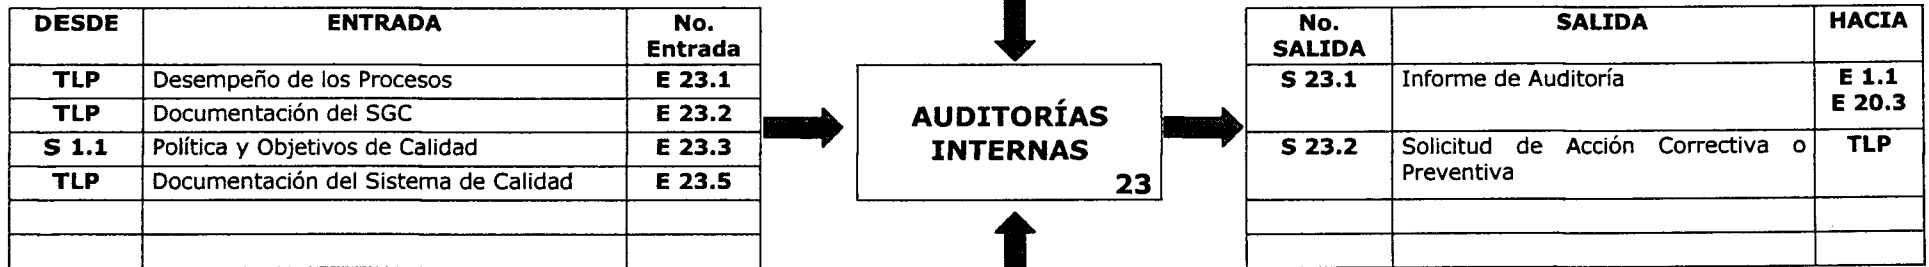 DESDE ENTRADA No. Entrada
TLP Desempeño de los Procesos E 23.1
TLP Documentación del SGC E 23.2
S 1.1 Política y Objetivos de Calidad E 23.3
TLP Documentación del Sistema de Calidad E 23.5
AUDITORÍAS
INTERNAS
23
No. SALIDA SALIDA HACIA
S 23.1 Informe de Auditoría E 1.1
E 20.3
S 23.2 Solicitud de Acción Correctiva o TLP
Preventiva